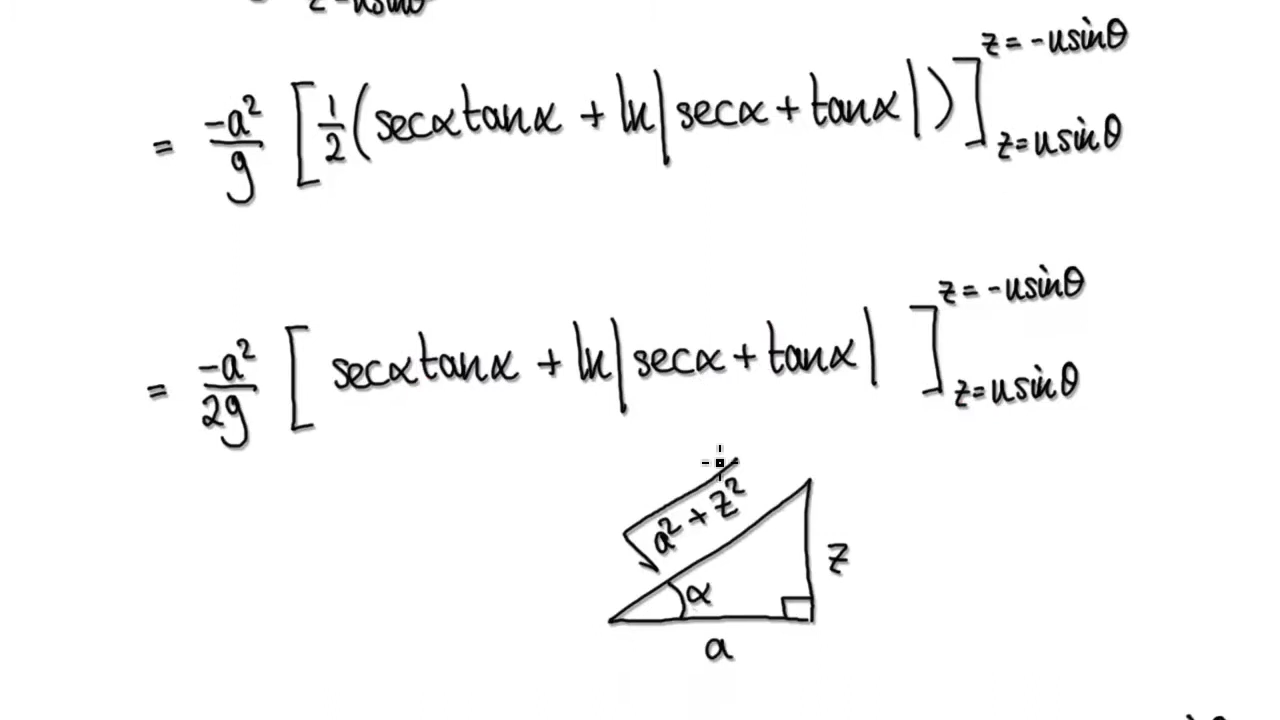 z=usinθ
z = -usinθ
= -a²/g [ 1/2 (secα tanα + ln|secα + tanα|) ]
z=usinθ
z = -usinθ
= -a²/2g [ secα tanα + ln|secα + tanα| ]
z=usinθ
√a² + z²
z
α
a